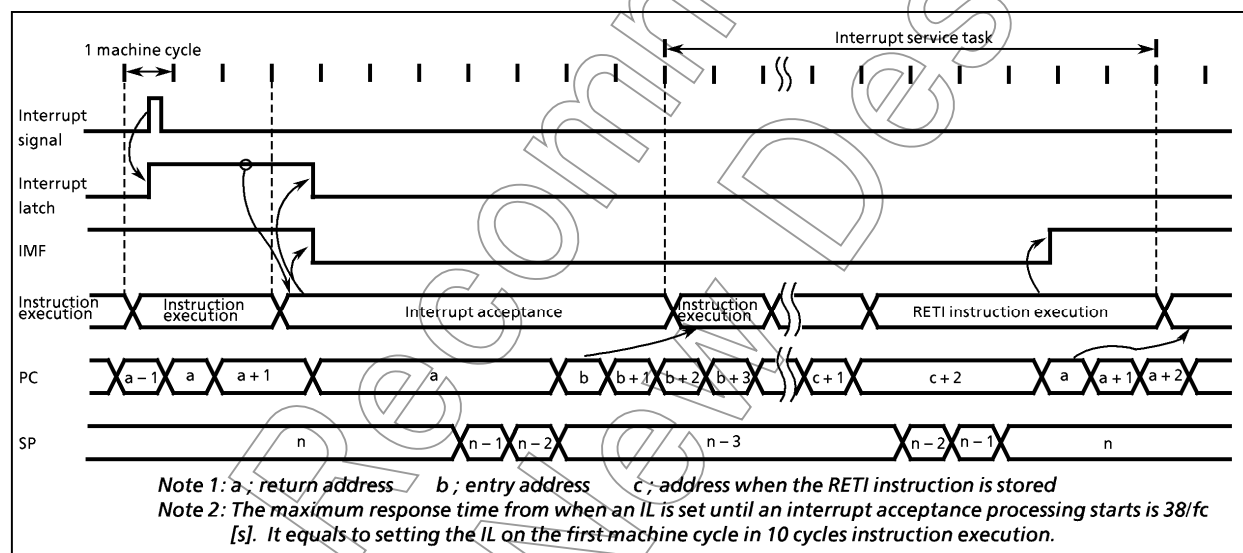 1 machine cycle
Interrupt service task
Interrupt
signal
Interrupt
latch
IMF
Instruction
execution
Instruction
execution
Interrupt acceptance
Instruction
execution
RETI instruction execution
PC
a – 1
a
a + 1
a
b
b + 1
b + 2
b + 3
c + 1
c + 2
a
a + 1
a + 2
SP
n
n – 1
n – 2
n – 3
n – 2
n – 1
n
Note 1: a ; return address b ; entry address c ; address when the RETI instruction is stored
Note 2: The maximum response time from when an IL is set until an interrupt acceptance processing starts is 38/fc
[s]. It equals to setting the IL on the first machine cycle in 10 cycles instruction execution.